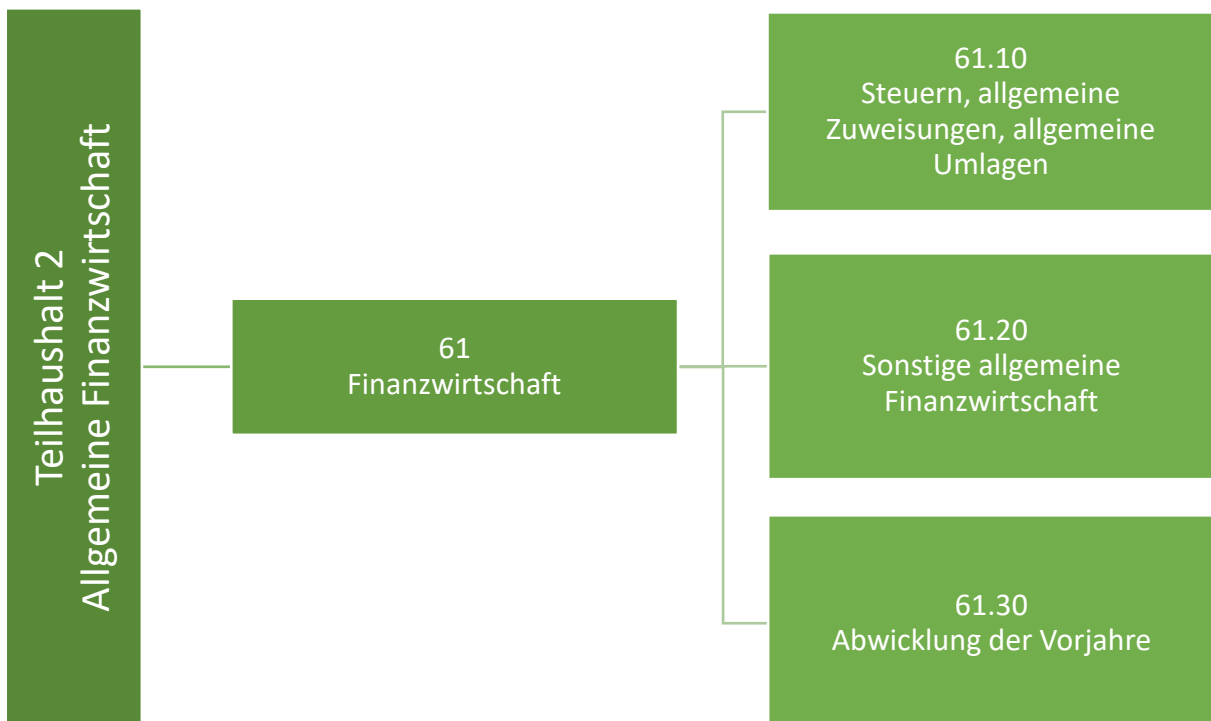 Teilhaushalt 2
Allgemeine Finanzwirtschaft
61
Finanzwirtschaft
61.10
Steuern, allgemeine
Zuweisungen, allgemeine
Umlagen
61.20
Sonstige allgemeine
Finanzwirtschaft
61.30
Abwicklung der Vorjahre